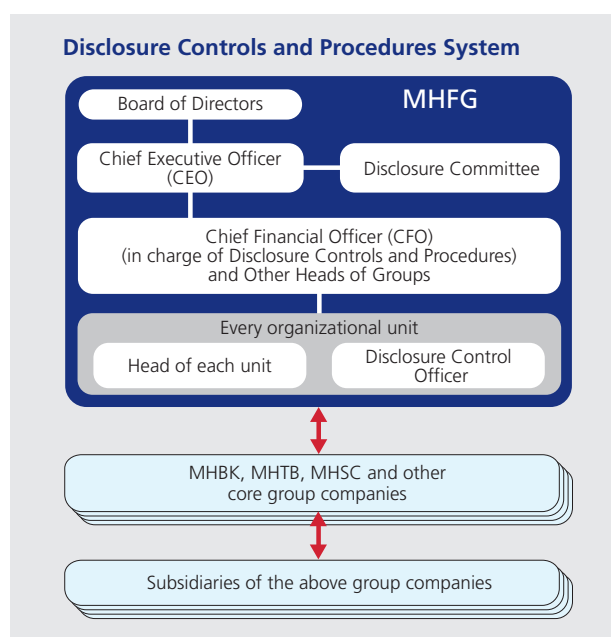 Disclosure Controls and Procedures System
MHFG
Board of Directors
Chief Executive Officer
(CEO)
Disclosure Committee
Chief Financial Officer (CFO)
(in charge of Disclosure Controls and Procedures)
and Other Heads of Groups
Every organizational unit
Head of each unit
Disclosure Control
Officer
MHBK, MHTB, MHSC and other
core group companies
Subsidiaries of the above group companies